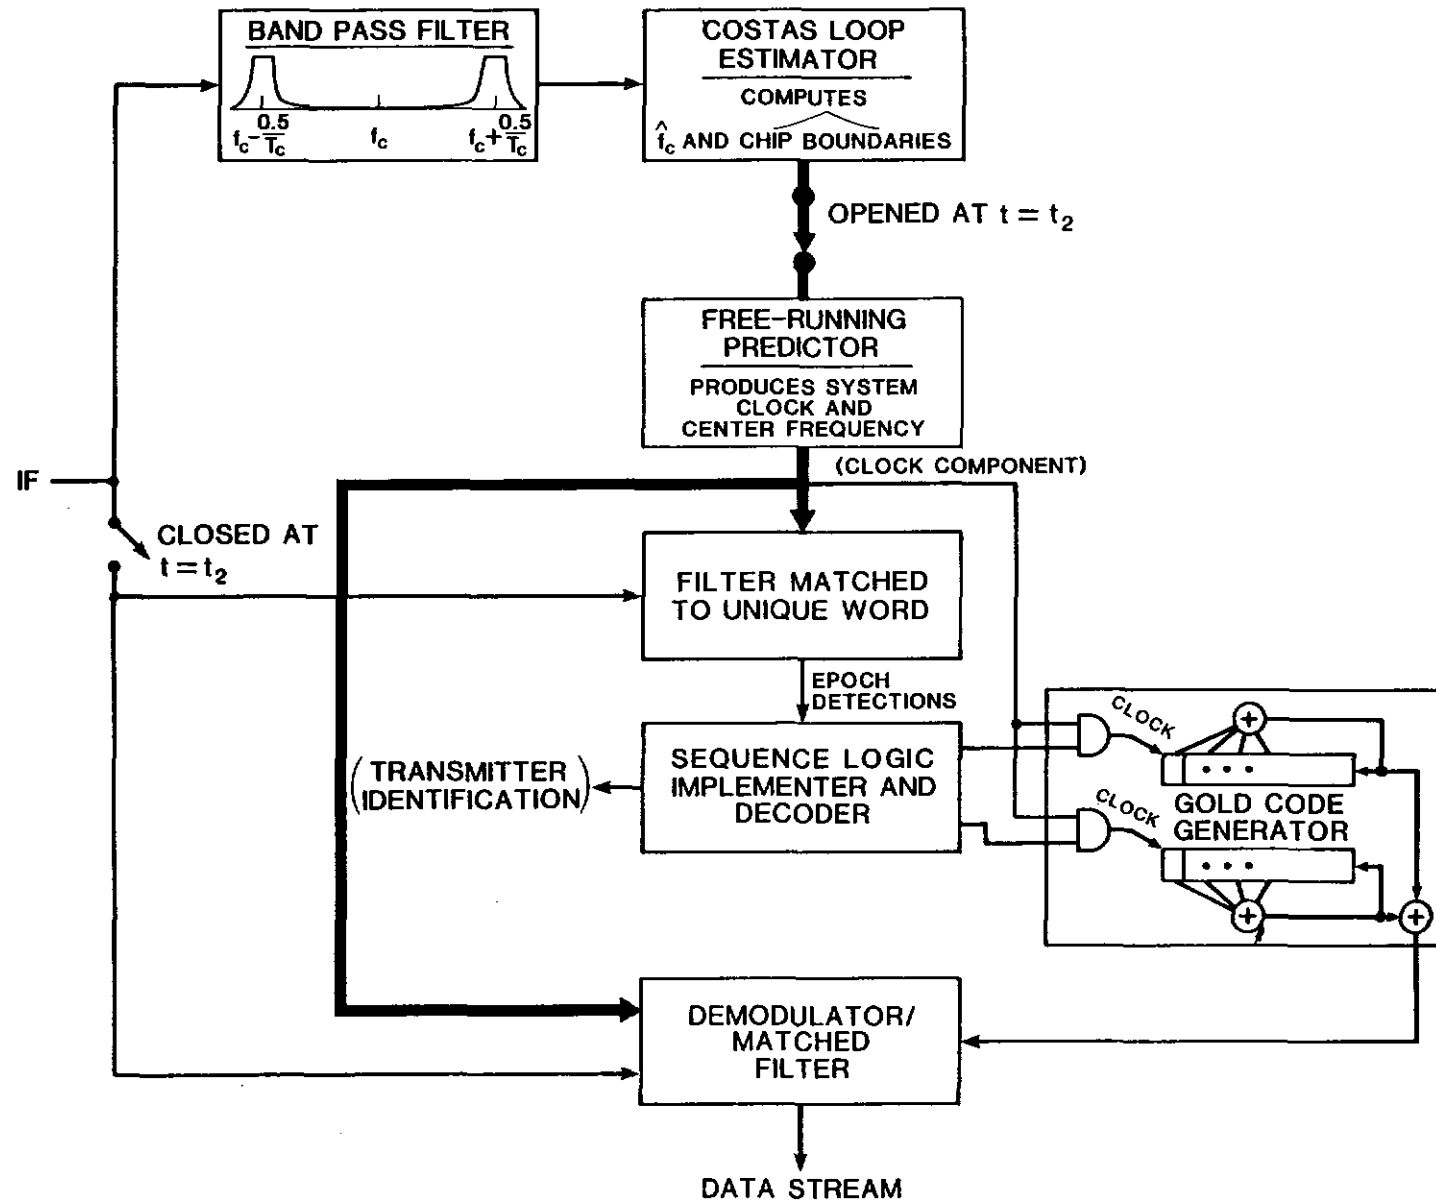 BAND PASS FILTER
f_c - 0.5/T_c
f_c
f_c + 0.5/T_c
COSTAS LOOP
ESTIMATOR
COMPUTES
f̂_c AND CHIP BOUNDARIES
OPENED AT t = t_2
FREE-RUNNING
PREDICTOR
PRODUCES SYSTEM
CLOCK AND
CENTER FREQUENCY
(CLOCK COMPONENT)
IF
CLOSED AT
t = t_2
FILTER MATCHED
TO UNIQUE WORD
EPOCH
DETECTIONS
SEQUENCE LOGIC
IMPLEMENTER AND
DECODER
(TRANSMITTER
IDENTIFICATION)
CLOCK
CLOCK
GOLD CODE
GENERATOR
DEMODULATOR/
MATCHED
FILTER
DATA STREAM